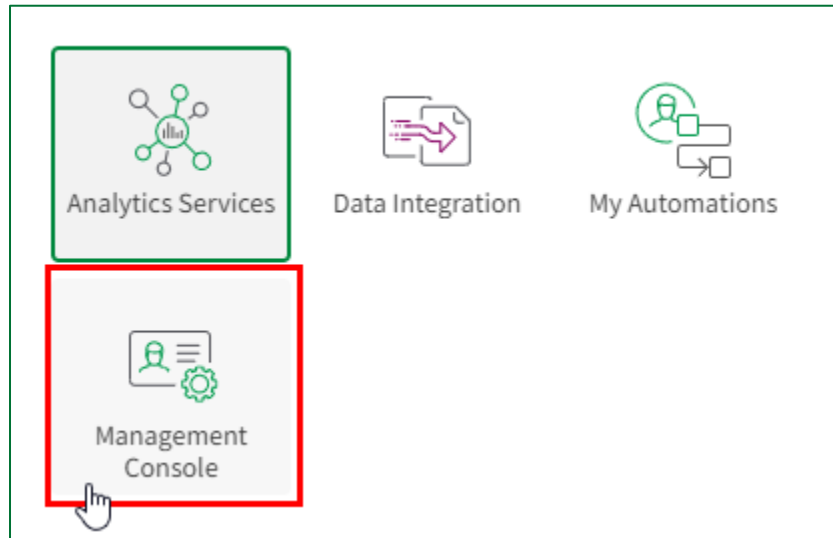 Analytics Services
Data Integration
My Automations
Management
Console